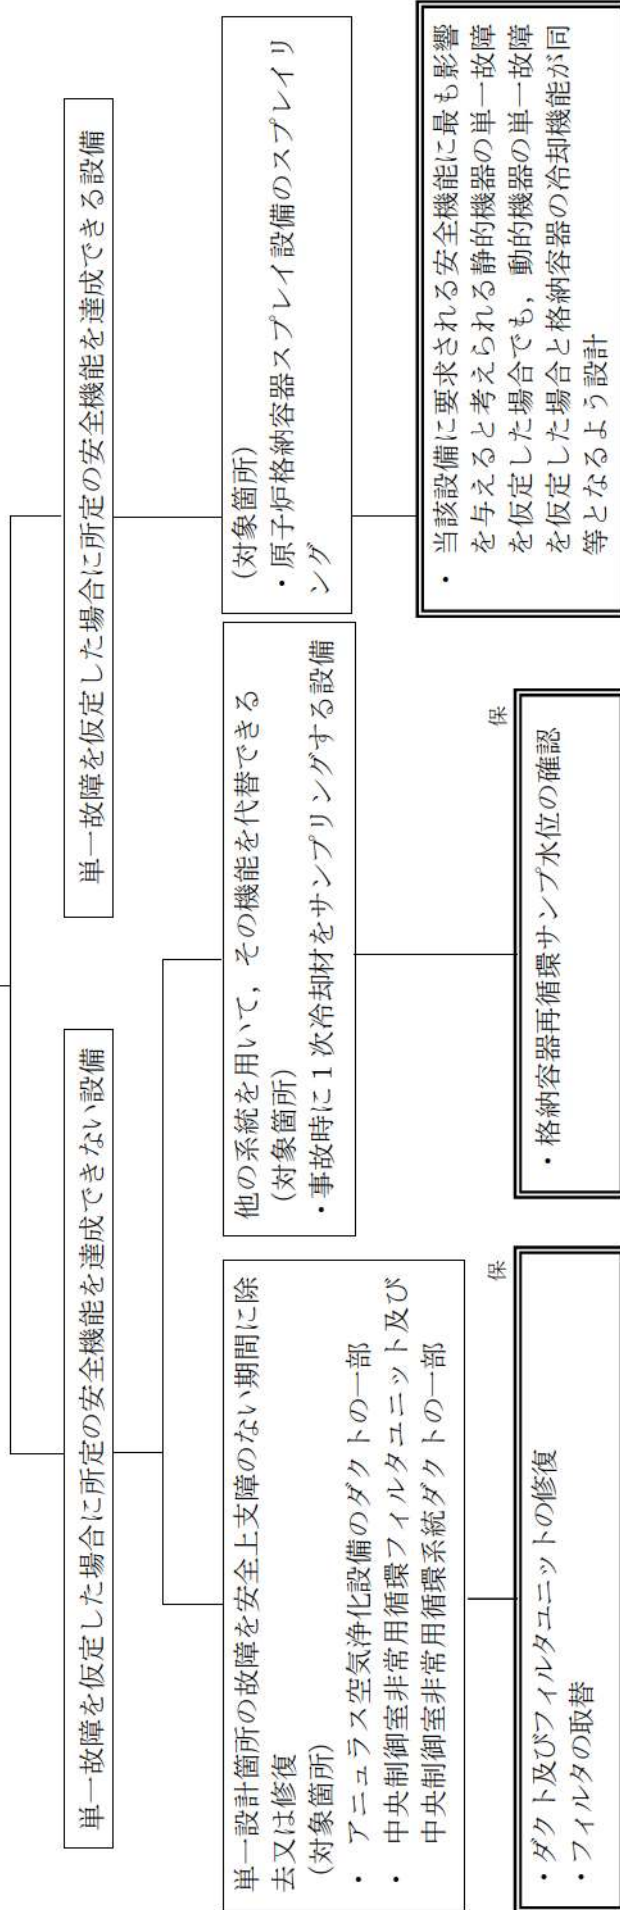 単一故障を仮定した場合に所定の安全機能を達成できない設備
単一故障を仮定した場合に所定の安全機能を達成できる設備
単一設計箇所の故障を安全上支障のない期間に除
去又は修復
(対象箇所)
・ アニュラス空気浄化設備のダクトの一部
・ 中央制御室非常用循環フィルタユニット及び
中央制御室非常用循環系統ダクトの一部
他の系統を用いて，その機能を代替できる
(対象箇所)
・事故時に１次冷却材をサンプリングする設備
(対象箇所)
・原子炉格納容器スプレイ設備のスプレイリ
ング
保
・ダクト及びフィルタユニットの修復
・フィルタの取替
保
・格納容器再循環サンプ水位の確認
・ 当該設備に要求される安全機能に最も影響
を与えると考えられる静的機器の単一故障
を仮定した場合でも，動的機器の単一故障
を仮定した場合と格納容器の冷却機能が同
等となるよう設計